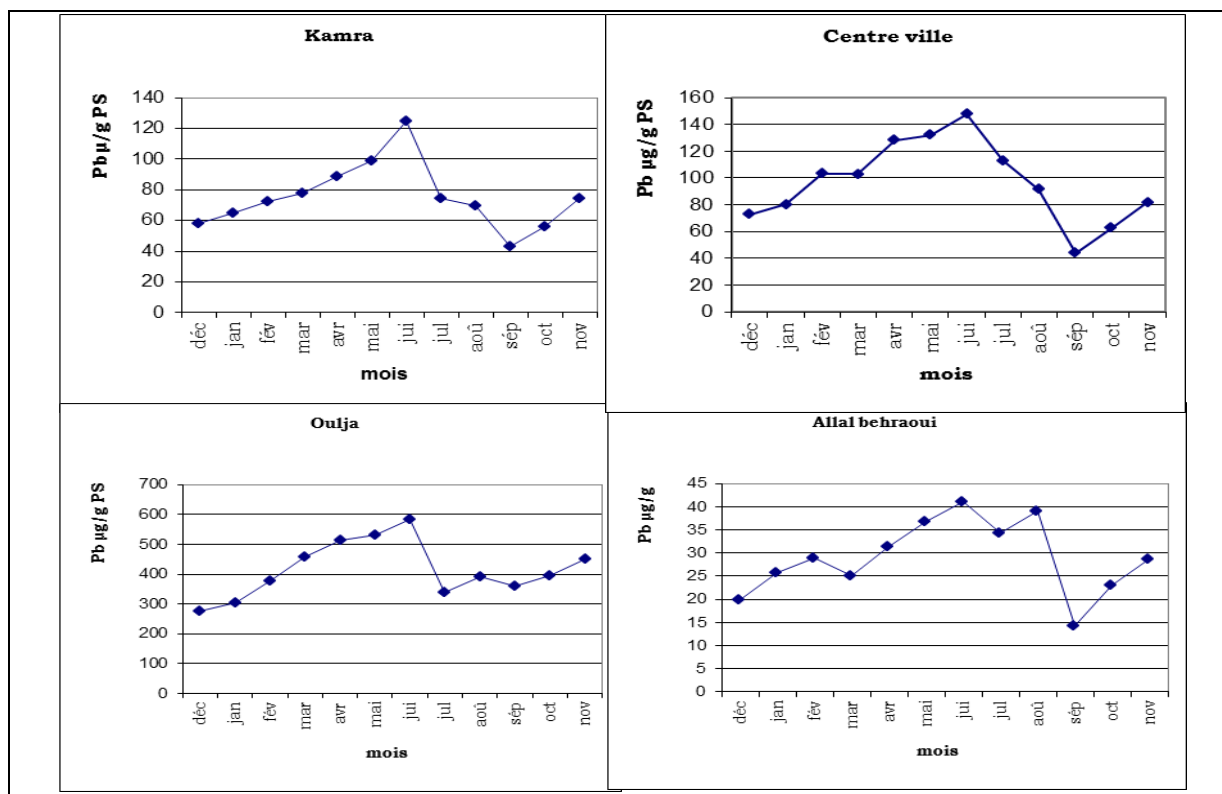 Kamra
Pbµ/g PS
140
120
100
80
60
40
20
0
déc jan fév mar avr mai jui jul aoû sép oct nov
mois
Centre ville
Pb µg/g PS
160
140
120
100
80
60
40
20
0
déc jan fév mar avr mai jui jul aoû sép oct nov
mois
Oulja
Pb µg/g PS
700
600
500
400
300
200
100
0
déc jan fév mar avr mai jui jul aoû sép oct nov
mois
Allal behraoui
Pb µg/g
45
40
35
30
25
20
15
10
5
0
déc jan fév mar avr mai jui jul aoû sép oct nov
mois